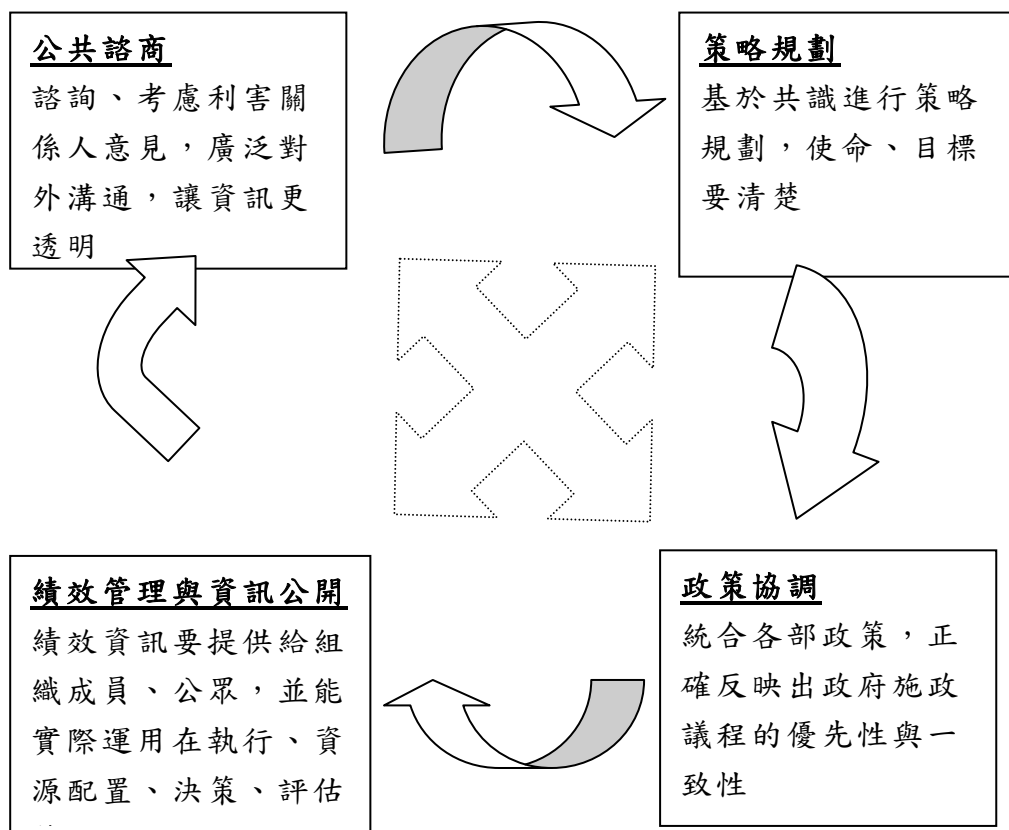 公共諮商
諮詢、考慮利害關
係人意見，廣泛對
外溝通，讓資訊更
透明
策略規劃
基於共識進行策略
規劃，使命、目標
要清楚
績效管理與資訊公開
績效資訊要提供給組
織成員、公眾，並能
實際運用在執行、資
源配置、決策、評估
政策協調
統合各部政策，正
確反映出政府施政
議程的優先性與一
致性